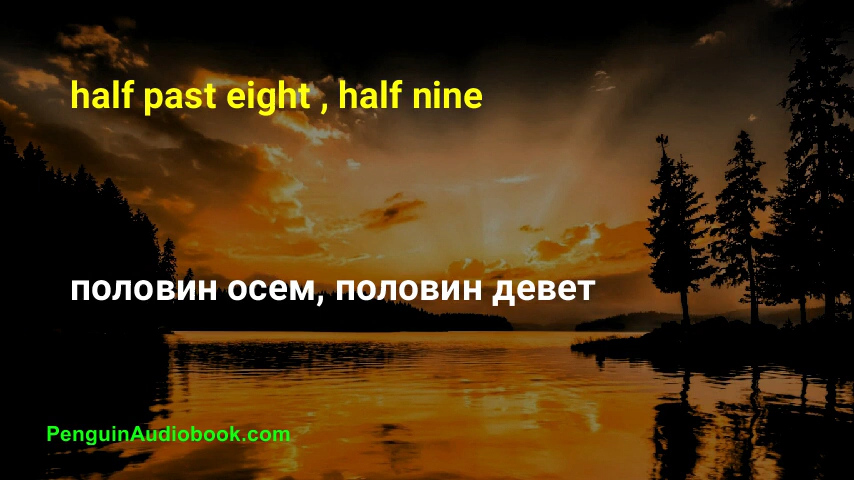 half past eight , half nine
половин осем, половин девет
PenguinAudiobook.com